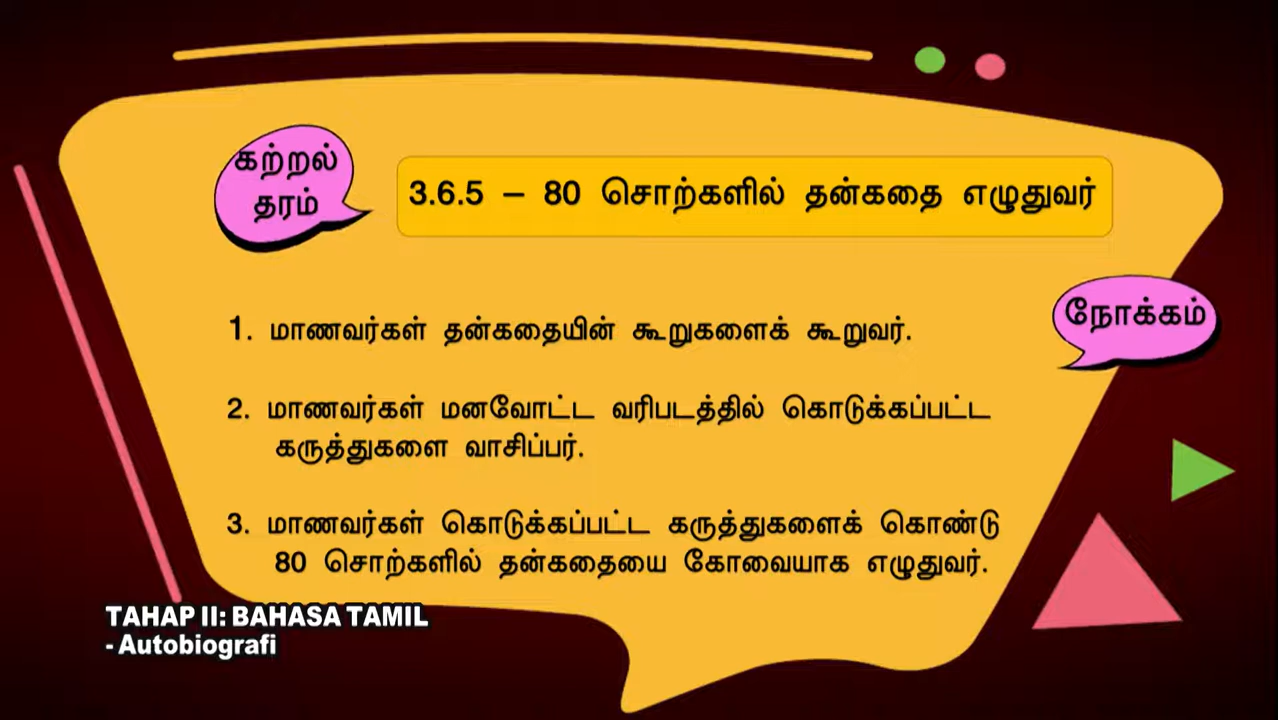 கற்றல்
தரம்
3.6.5 – 80 சொற்களில் தன்கதை எழுதுவர்
நோக்கம்
1. மாணவர்கள் தன்கதையின் கூறுகளைக் கூறுவர்.
2. மாணவர்கள் மனவோட்ட வரிபடத்தில் கொடுக்கப்பட்ட
கருத்துகளை வாசிப்பர்.
3. மாணவர்கள் கொடுக்கப்பட்ட கருத்துகளைக் கொண்டு
80 சொற்களில் தன்கதையை கோவையாக எழுதுவர்.
TAHAP II: BAHASA TAMIL
- Autobiografi